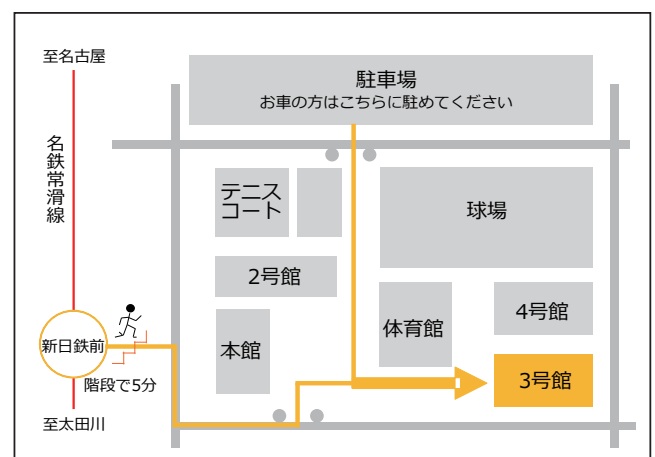 至名古屋
駐車場
お車の方はこちらに駐めてください
名鉄常滑線
テニス
コート
球場
2号館
4号館
体育館
新日鉄前
本館
3号館
階段で5分
至太田川